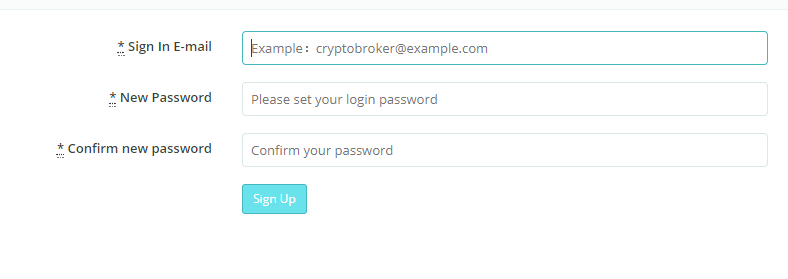 * Sign In E-mail
Example： cryptobroker@example.com
* New Password
Please set your login password
* Confirm new password
Confirm your password
Sign Up